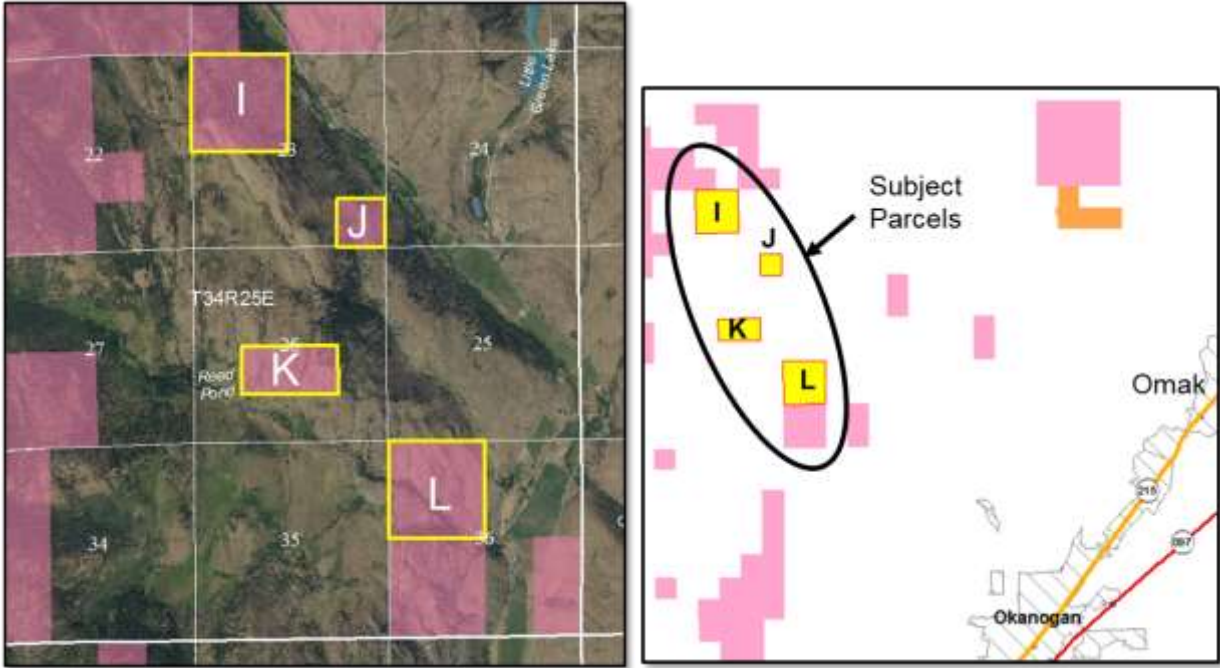 I
Little
Green Lake
22
23
24
J
T34R25E
27
26
25
K
Reed
Pond
L
34
35
36
Subject
Parcels
I
J
K
L
Omak
215
097
Okanogan